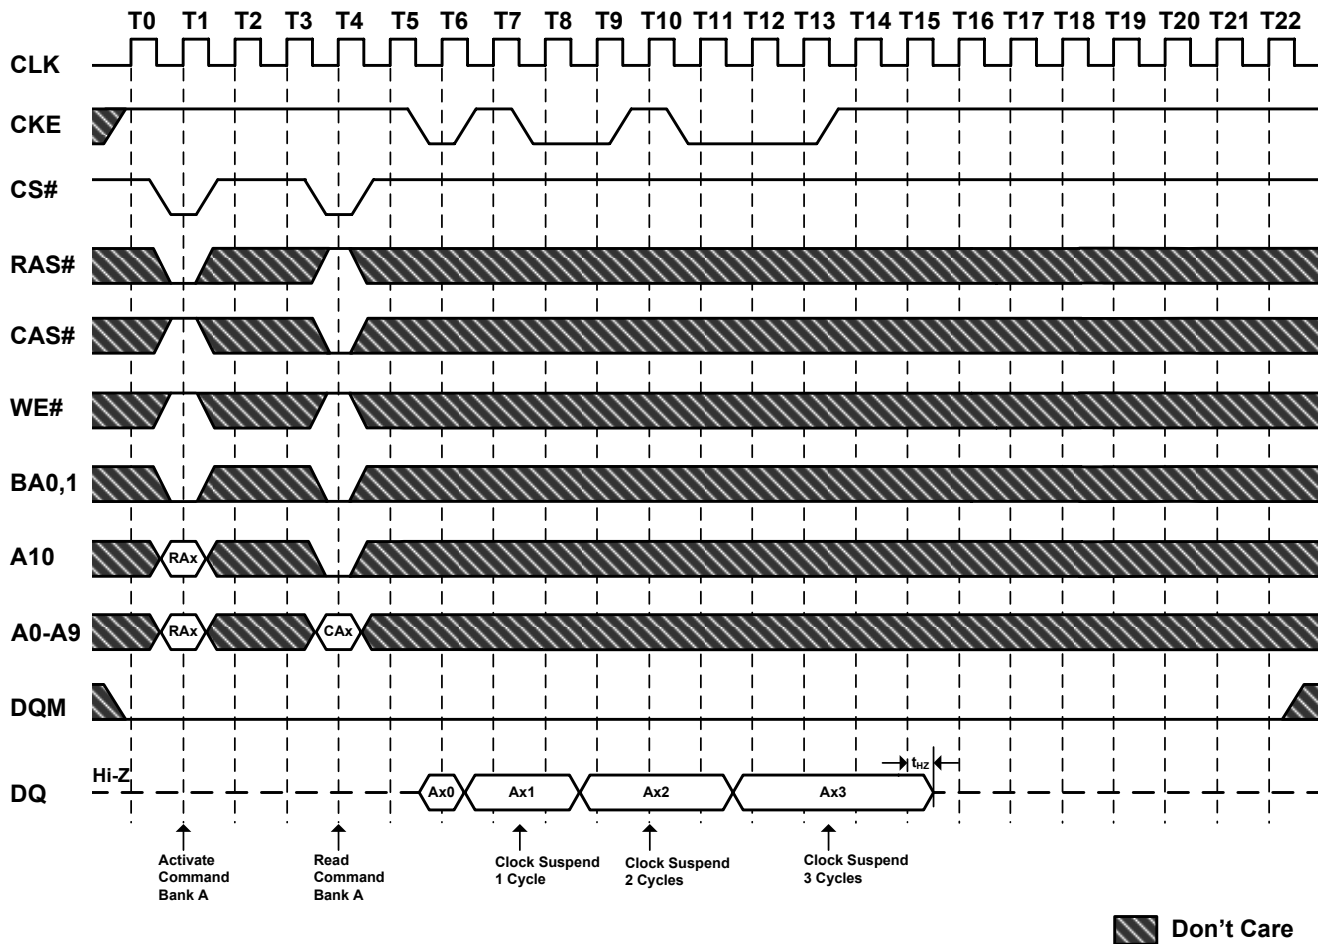 T0 T1 T2 T3 T4 T5 T6 T7 T8 T9 T10 T11 T12 T13 T14 T15 T16 T17 T18 T19 T20 T21 T22
CLK
CKE
CS#
RAS#
CAS#
WE#
BA0,1
A10 RAx
A0-A9 RAx CAx
DQM
Hi-Z tHZ
DQ Ax0 Ax1 Ax2 Ax3
Activate
Command
Bank A
Read
Command
Bank A
Clock Suspend
1 Cycle
Clock Suspend
2 Cycles
Clock Suspend
3 Cycles
Don't Care